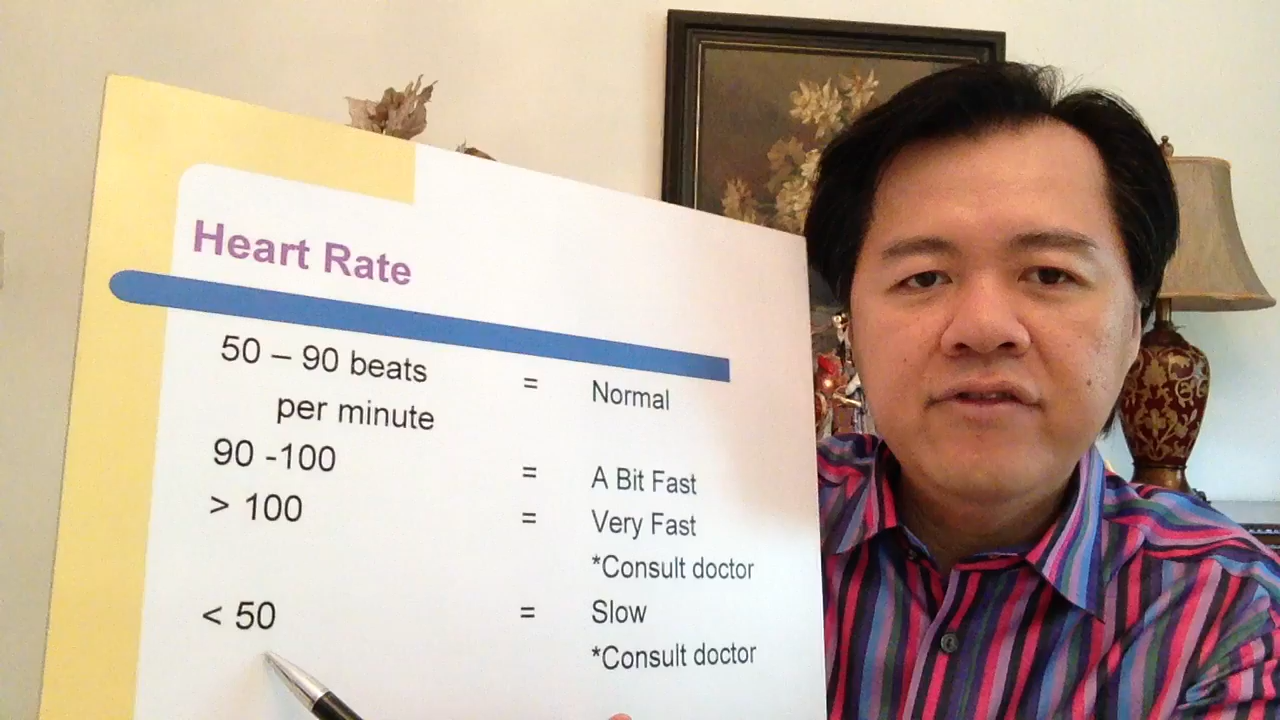 Heart Rate
50 – 90 beats = Normal
per minute
90 -100 = A Bit Fast
> 100 = Very Fast
*Consult doctor
< 50 = Slow
*Consult doctor